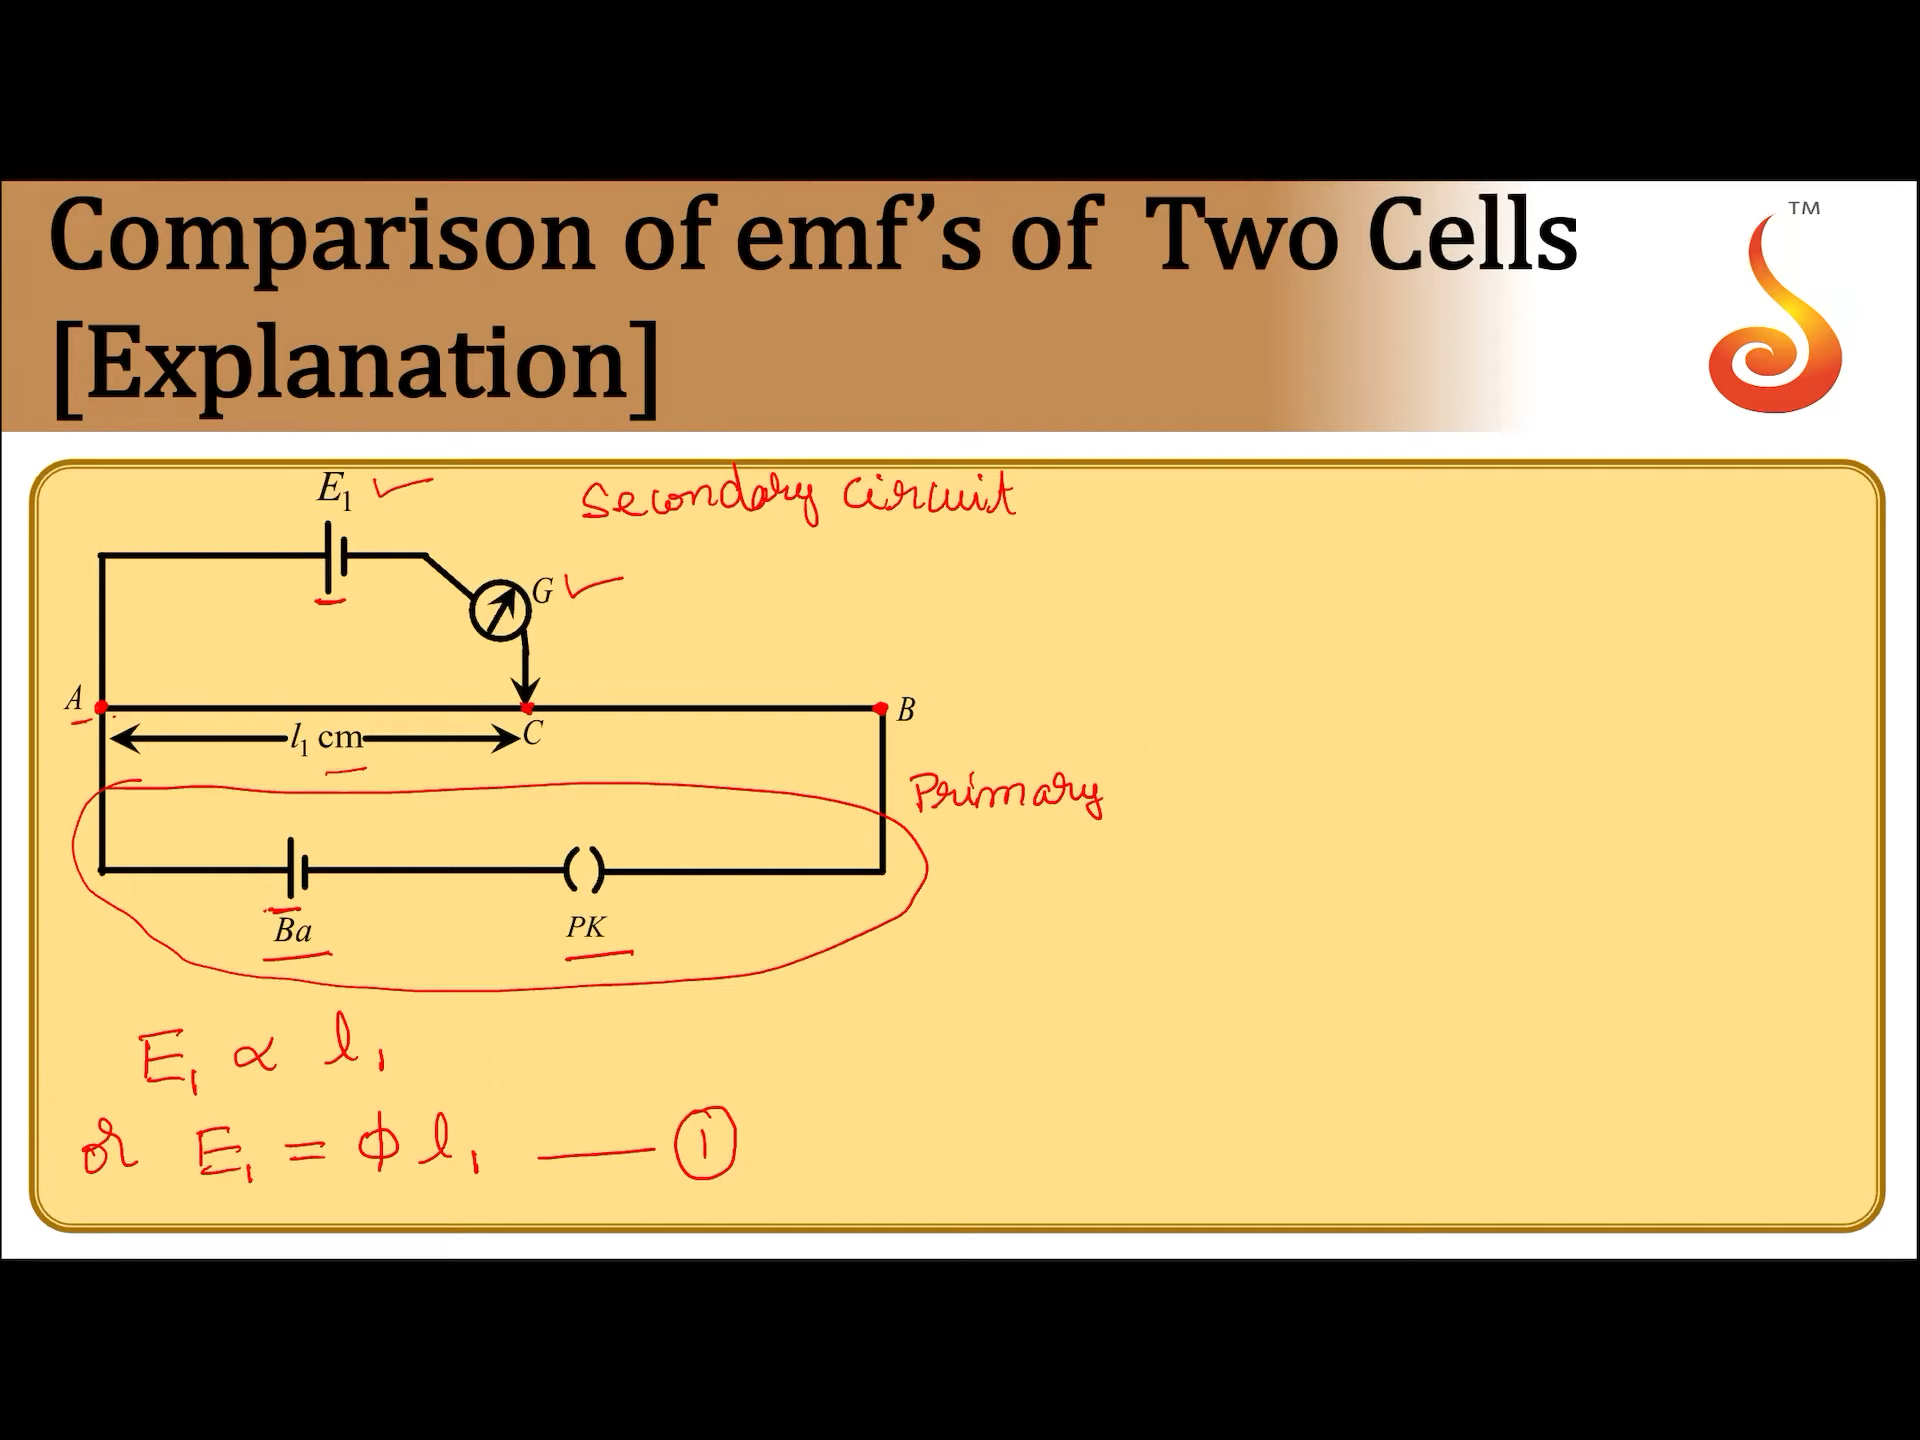 Comparison of emf's of Two Cells
[Explanation]
TM
E₁
Secondary circuit
G
A
B
l₁ cm
C
Primary
Ba
PK
E₁ ∝ l₁
or E₁ = ϕ l₁ —— ①